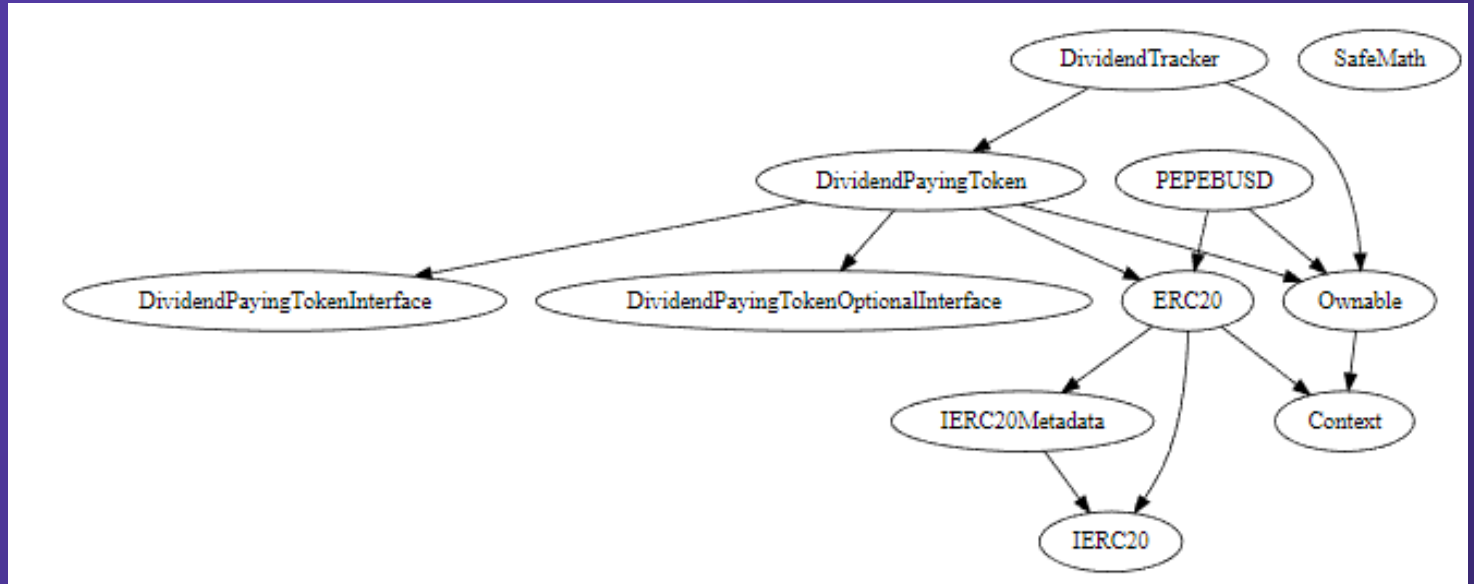 DividendTracker
SafeMath
DividendPayingToken
PEPEBUSD
DividendPayingTokenInterface
DividendPayingTokenOptionalInterface
ERC20
Ownable
IERC20Metadata
Context
IERC20